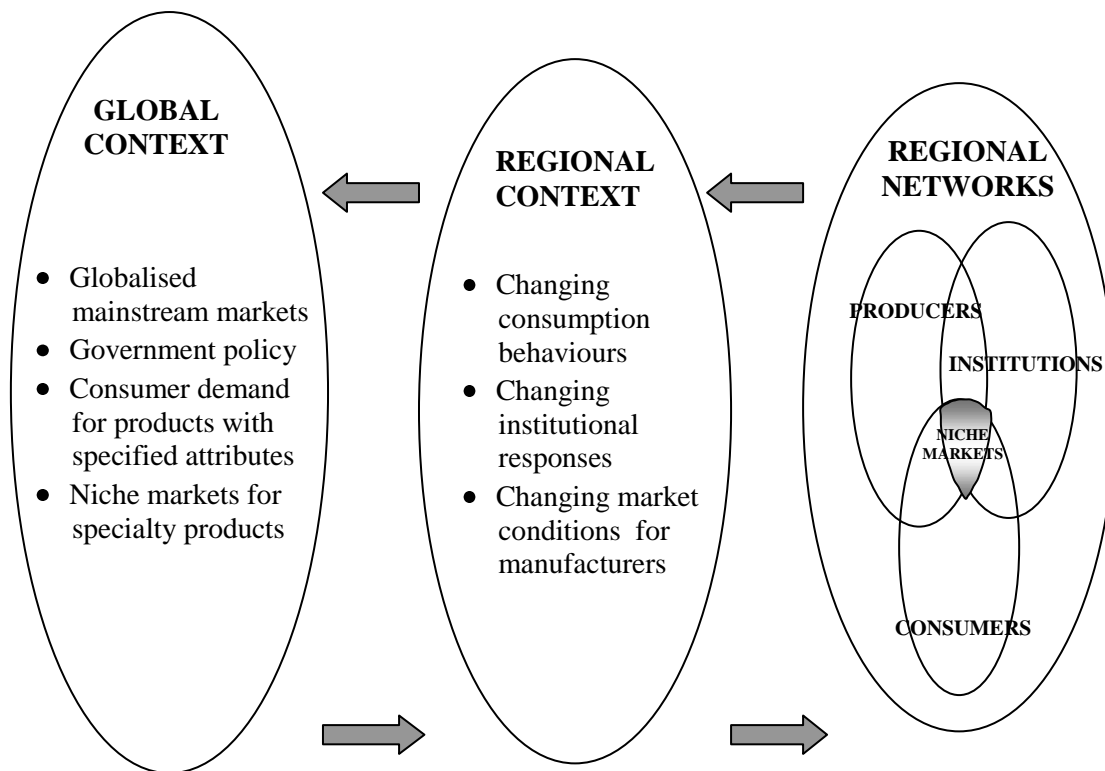 GLOBAL
CONTEXT
● Globalised
mainstream markets
● Government policy
● Consumer demand
for products with
specified attributes
● Niche markets for
specialty products
REGIONAL
CONTEXT
● Changing
consumption
behaviours
● Changing
institutional
responses
● Changing market
conditions for
manufacturers
REGIONAL
NETWORKS
PRODUCERS
INSTITUTIONS
NICHE
MARKETS
CONSUMERS